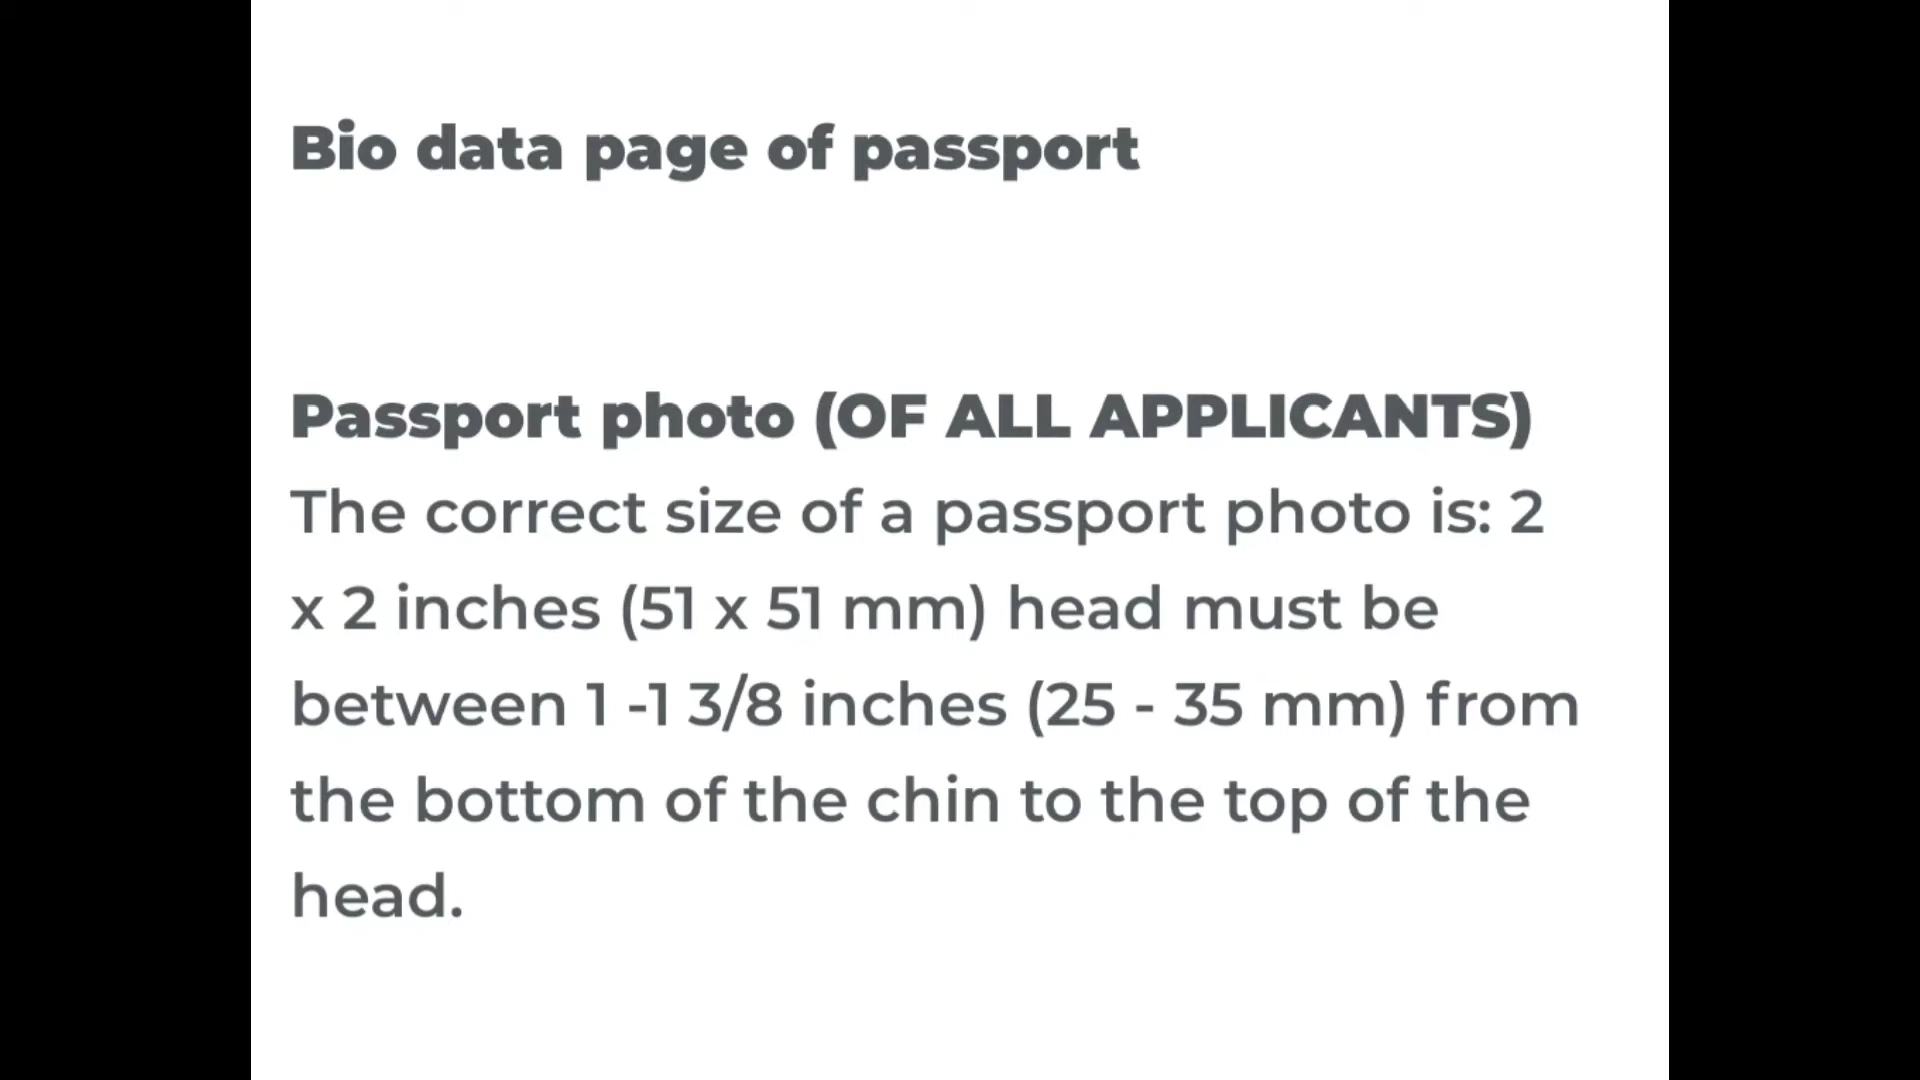 Bio data page of passport
Passport photo (OF ALL APPLICANTS)
The correct size of a passport photo is: 2
x 2 inches (51 x 51 mm) head must be
between 1 -1 3/8 inches (25 - 35 mm) from
the bottom of the chin to the top of the
head.